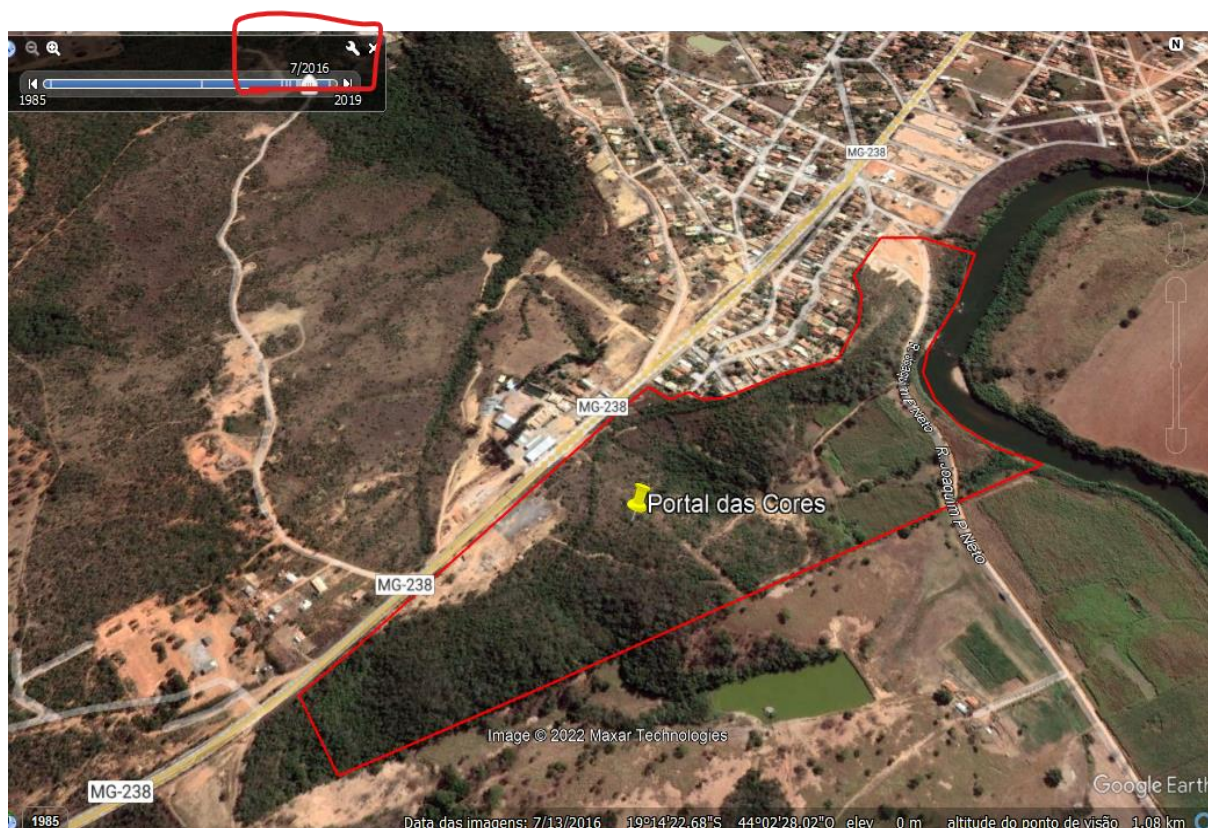 7/2016
1985
2019
N
MG-238
MG-238
Portal das Cores
R. Joaquim P Neto
MG-238
Image © 2022 Maxar Technologies
MG-238
Google Earth
1985
Data das imagens: 7/13/2016 19°14'22.68"S 44°02'28.02"O elev 0 m altitude do ponto de visão 1.08 km